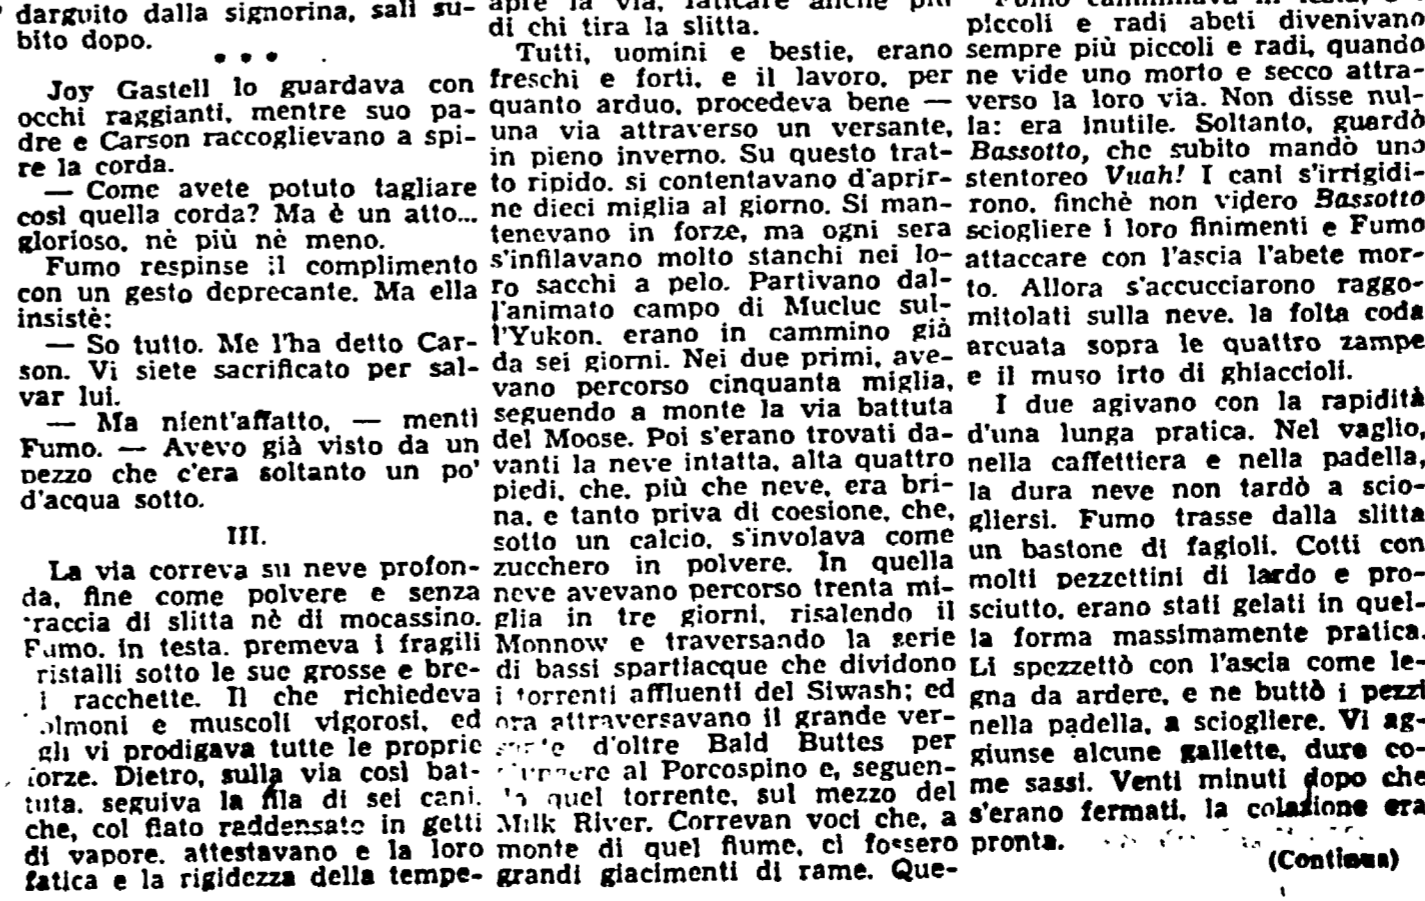 darguito dalla signorina, salì su-
bito dopo.
• • •
Joy Gastell lo guardava con
occhi raggianti, mentre suo pa-
dre e Carson raccoglievano a spi-
re la corda.
— Come avete potuto tagliare
così quella corda? Ma è un atto...
glorioso, nè più nè meno.
Fumo respinse il complimento
con un gesto deprecante. Ma ella
insistè:
— So tutto. Me l'ha detto Car-
son. Vi siete sacrificato per sal-
var lui.
— Ma nient'affatto, — mentì
Fumo. — Avevo già visto da un
pezzo che c'era soltanto un po'
d'acqua sotto.
III.
La via correva su neve profon-
da, fine come polvere e senza
raccia di slitta nè di mocassino.
Fumo, in testa, premeva i fragili
ristalli sotto le sue grosse e bre-
i racchette. Il che richiedeva
olmoni e muscoli vigorosi, ed
gli vi prodigava tutte le proprie
forze. Dietro, sulla via così bat-
tuta, seguiva la fila di sei cani,
che, col fiato raddensato in getti
di vapore, attestavano e la loro
fatica e la rigidezza della tempe-
apre la via, faticare anche più
di chi tira la slitta.
Tutti, uomini e bestie, erano
freschi e forti, e il lavoro, per
quanto arduo, procedeva bene —
una via attraverso un versante,
in pieno inverno. Su questo trat-
to ripido, si contentavano d'aprir-
ne dieci miglia al giorno. Si man-
tenevano in forze, ma ogni sera
s'infilavano molto stanchi nei lo-
ro sacchi a pelo. Partivano dal-
l'animato campo di Mucluc sul-
l'Yukon, erano in cammino già
da sei giorni. Nei due primi, ave-
vano percorso cinquanta miglia,
seguendo a monte la via battuta
del Moose. Poi s'erano trovati da-
vanti la neve intatta, alta quattro
piedi, che, più che neve, era bri-
na, e tanto priva di coesione, che,
sotto un calcio, s'involava come
zucchero in polvere. In quella
neve avevano percorso trenta mi-
glia in tre giorni, risalendo il
Monnow e traversando la serie
di bassi spartiacque che dividono
i torrenti affluenti del Siwash; ed
ora attraversavano il grande ver-
d'oltre Bald Buttes per
al Porcospino e, seguen-
quel torrente, sul mezzo del
Milk River. Correvan voci che, a
monte di quel fiume, ci fossero
grandi giacimenti di rame. Que-
piccoli e radi abeti divenivano
sempre più piccoli e radi, quando
ne vide uno morto e secco attra-
verso la loro via. Non disse nul-
la: era inutile. Soltanto, guardò
Bassotto, che subito mandò uno
stentoreo Vuah! I cani s'irrigidi-
rono, finchè non videro Bassotto
sciogliere i loro finimenti e Fumo
attaccare con l'ascia l'abete mor-
to. Allora s'accucciarono raggo-
mitolati sulla neve, la folta coda
arcuata sopra le quattro zampe
e il muso irto di ghiaccioli.
I due agivano con la rapidità
d'una lunga pratica. Nel vaglio,
nella caffettiera e nella padella,
la dura neve non tardò a scio-
gliersi. Fumo trasse dalla slitta
un bastone di fagioli. Cotti con
molti pezzettini di lardo e pro-
sciutto, erano stati gelati in quel-
la forma massimamente pratica.
Li spezzettò con l'ascia come le-
gna da ardere, e ne buttò i pezzi
nella padella, a sciogliere. Vi ag-
giunse alcune gallette, dure co-
me sassi. Venti minuti dopo che
s'erano fermati, la colazione era
pronta.
(Continua)